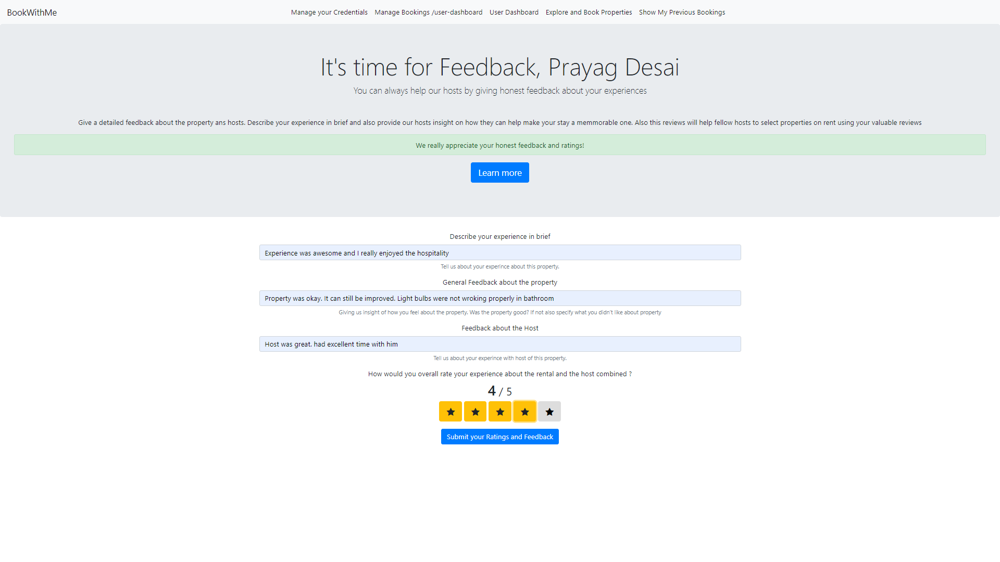 BookWithMe
Manage your Credentials
Manage Bookings /user-dashboard
User Dashboard
Explore and Book Properties
Show My Previous Bookings
It's time for Feedback, Prayag Desai
You can always help our hosts by giving honest feedback about your experiences
Give a detailed feedback about the property ans hosts. Describe your experience in brief and also provide our hosts insight on how they can help make your stay a memmorable one. Also this reviews will help fellow hosts to select properties on rent using your valuable reviews
We really appreciate your honest feedback and ratings!
Learn more
Describe your experience in brief
Experience was awesome and I really enjoyed the hospitality
Tell us about your experince about this property.
General Feedback about the property
Property was okay. It can still be improved. Light bulbs were not wroking properly in bathroom
Giving us insight of how you feel about the property. Was the property good? If not also specify what you didn't like about property
Feedback about the Host
Host was great. had excellent time with him
Tell us about your experince with host of this property.
How would you overall rate your experience about the rental and the host combined ?
4 / 5
Submit your Ratings and Feedback